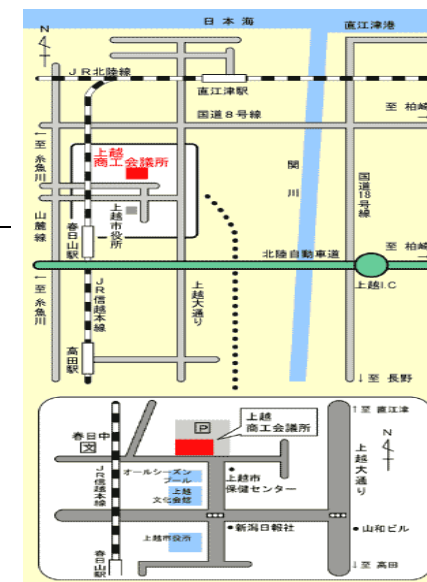 日本海
直江津港
N
JR北陸線
直江津駅
至 柏崎
→
国道8号線
←至 糸魚川
上越
商工会議所
関川
国道18号線
上越市役所
山麓線
春日山駅
北陸自動車道
至 柏崎
→
上越I.C
←至 糸魚川
JR信越本線
上越大通り
高田駅
↓至 長野
↑至 直江津
P
上越
商工会議所
春日中
文
N
上越大通り
JR信越本線
オールシーズン
プール
上越市
保健センター
上越
文化会館
新潟日報社
山和ビル
上越市役所
春日山駅
↓至 高田